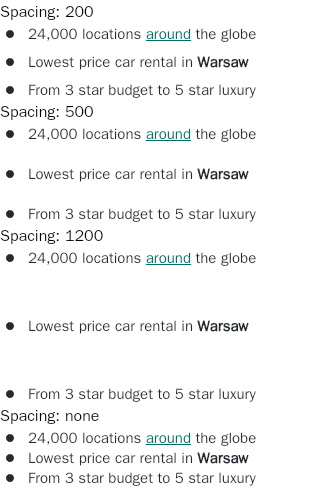 Spacing: 200
● 24,000 locations around the globe
● Lowest price car rental in Warsaw
● From 3 star budget to 5 star luxury
Spacing: 500
● 24,000 locations around the globe
● Lowest price car rental in Warsaw
● From 3 star budget to 5 star luxury
Spacing: 1200
● 24,000 locations around the globe
● Lowest price car rental in Warsaw
● From 3 star budget to 5 star luxury
Spacing: none
● 24,000 locations around the globe
● Lowest price car rental in Warsaw
● From 3 star budget to 5 star luxury